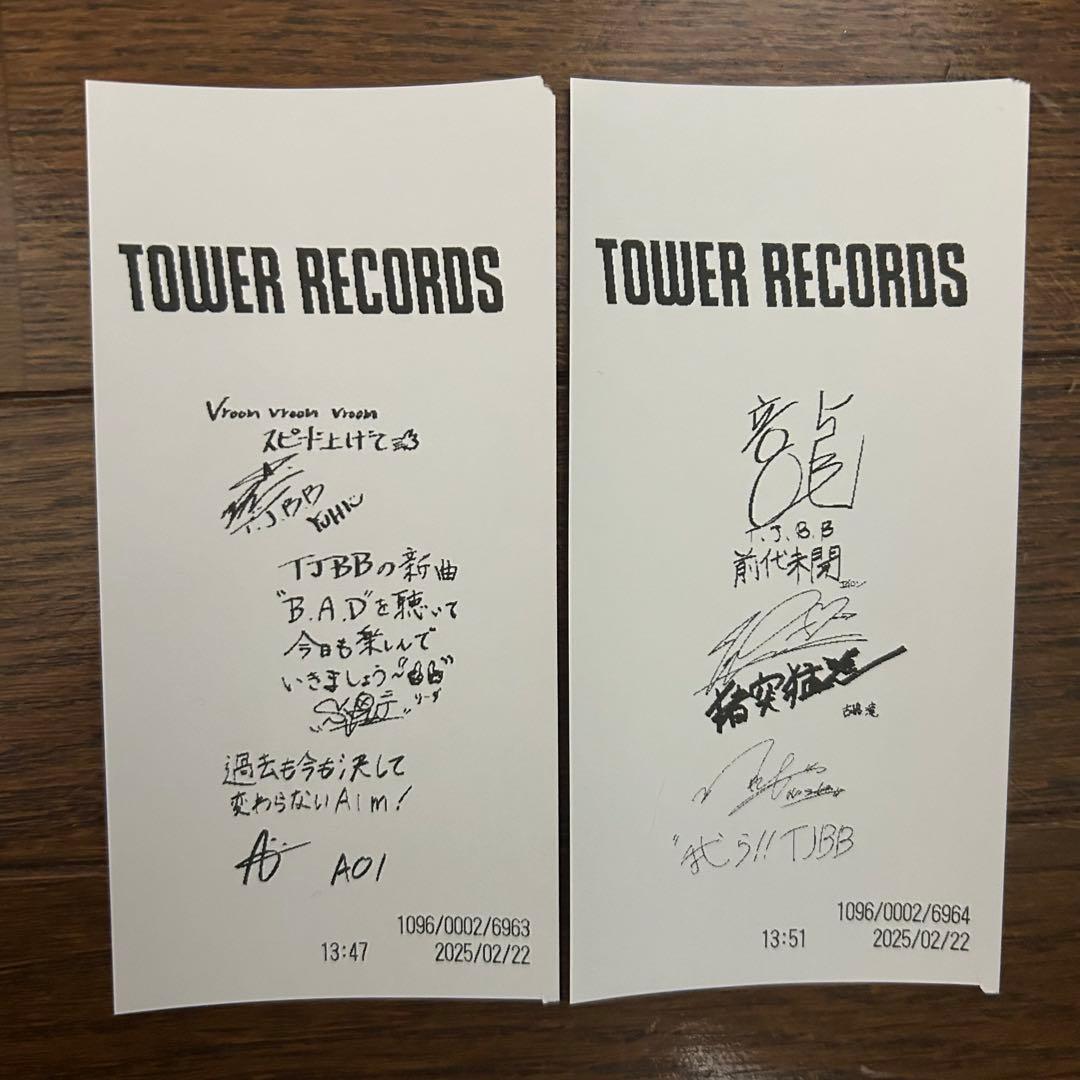 TOWER RECORDS
Vroom vroom vroom
スピード上げて
T.J.BB
YUHI
TJBBの新曲
"B.A.D"を聴いて
今日も楽しんで
いきましょう〜
リーダー
過去も今も決して
変わらないAim!
AOI
1096/0002/6963
13:47 2025/02/22
TOWER RECORDS
龍
T.J.B.B
前代未聞
猪突猛進
TJBB
1096/0002/6964
13:51 2025/02/22